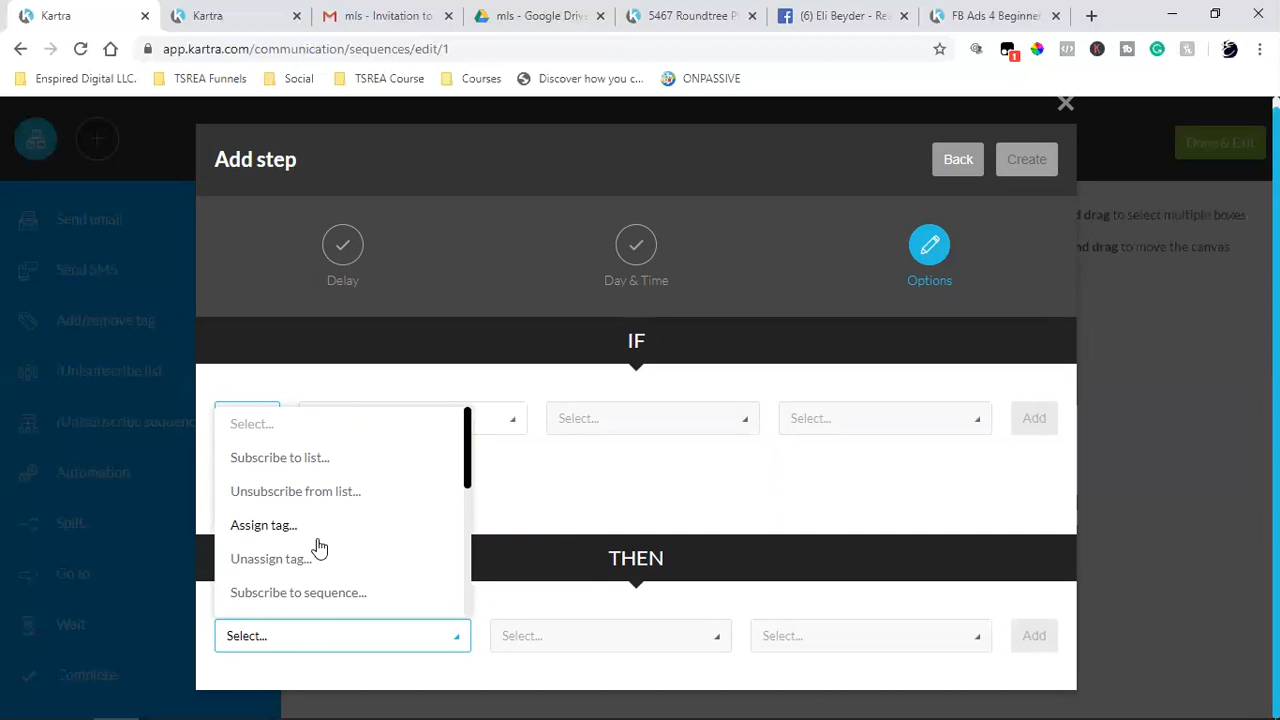 Kartra
Kartra
mls - Invitation to
mls - Google Driv
5467 Roundtree P
(6) Eli Beyder - Re
FB Ads 4 Beginner
app.kartra.com/communication/sequences/edit/1
1
Enspired Digital LLC.
TSREA Funnels
Social
TSREA Course
Courses
Discover how you c...
ONPASSIVE
Add step
Back
Create
Done & Exit
Delay
Day & Time
Options
Send email
Send SMS
Add/remove tag
(Un)subscribe list
(Un)subscribe sequenc
Automation
Split
Go to
Wait
Complete
d drag to select multiple boxes
nd drag to move the canvas
IF
Select...
Select...
Add
Select...
Subscribe to list...
Unsubscribe from list...
Assign tag...
Unassign tag...
Subscribe to sequence...
THEN
Select...
Select...
Select...
Add